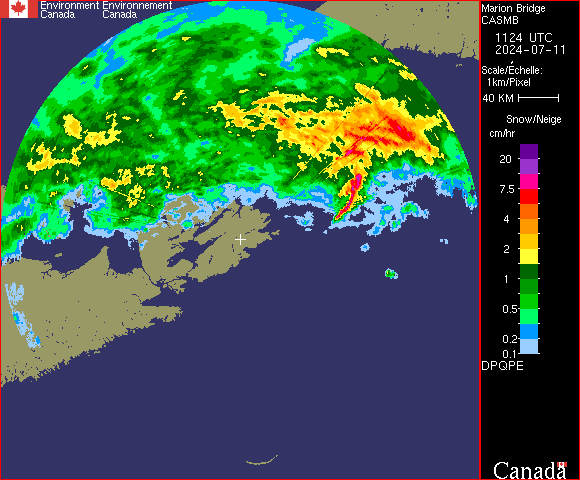 Environment Environnement
Canada Canada
Marion Bridge
CASMB
1124 UTC
2024-07-11
Scale/Échelle:
1km/Pixel
40 KM
Snow/Neige
cm/hr
20
7.5
4
2
1
0.5
0.2
0.1
DPQPE
Canada